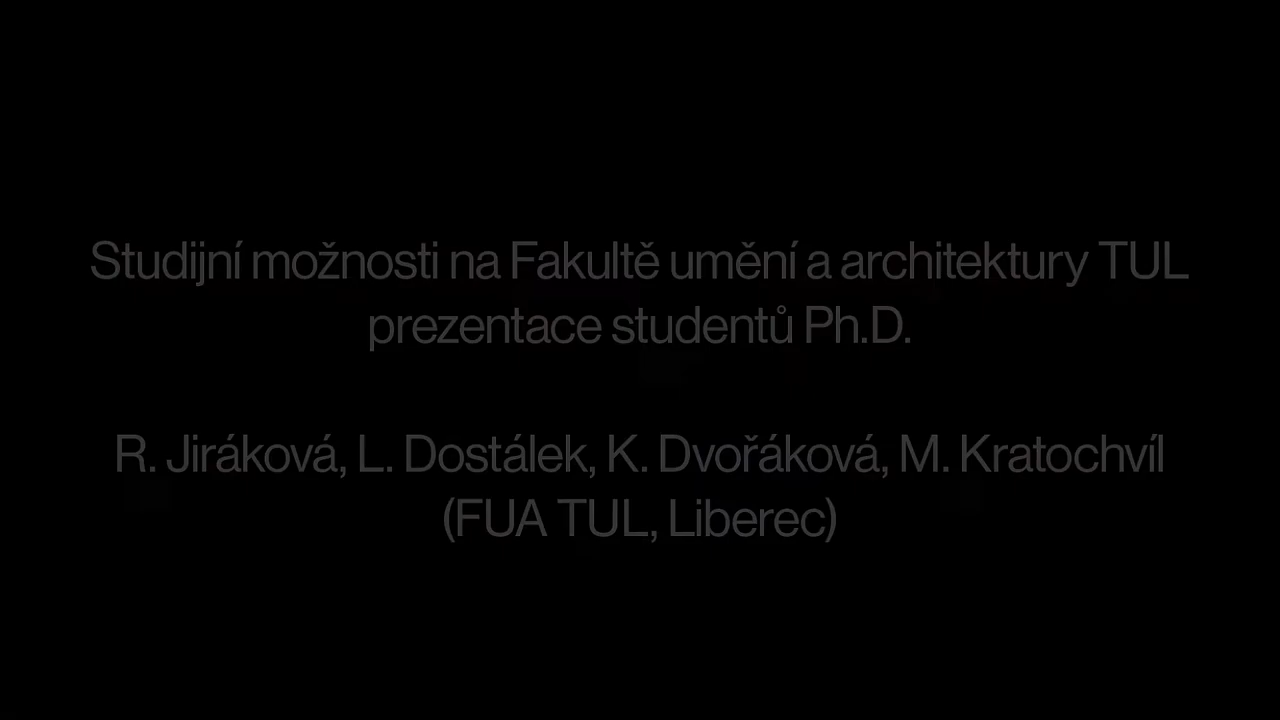 Studijní možnosti na Fakultě umění a architektury TUL
prezentace studentů Ph.D.
R. Jiráková, L. Dostálek, K. Dvořáková, M. Kratochvíl
(FUA TUL, Liberec)